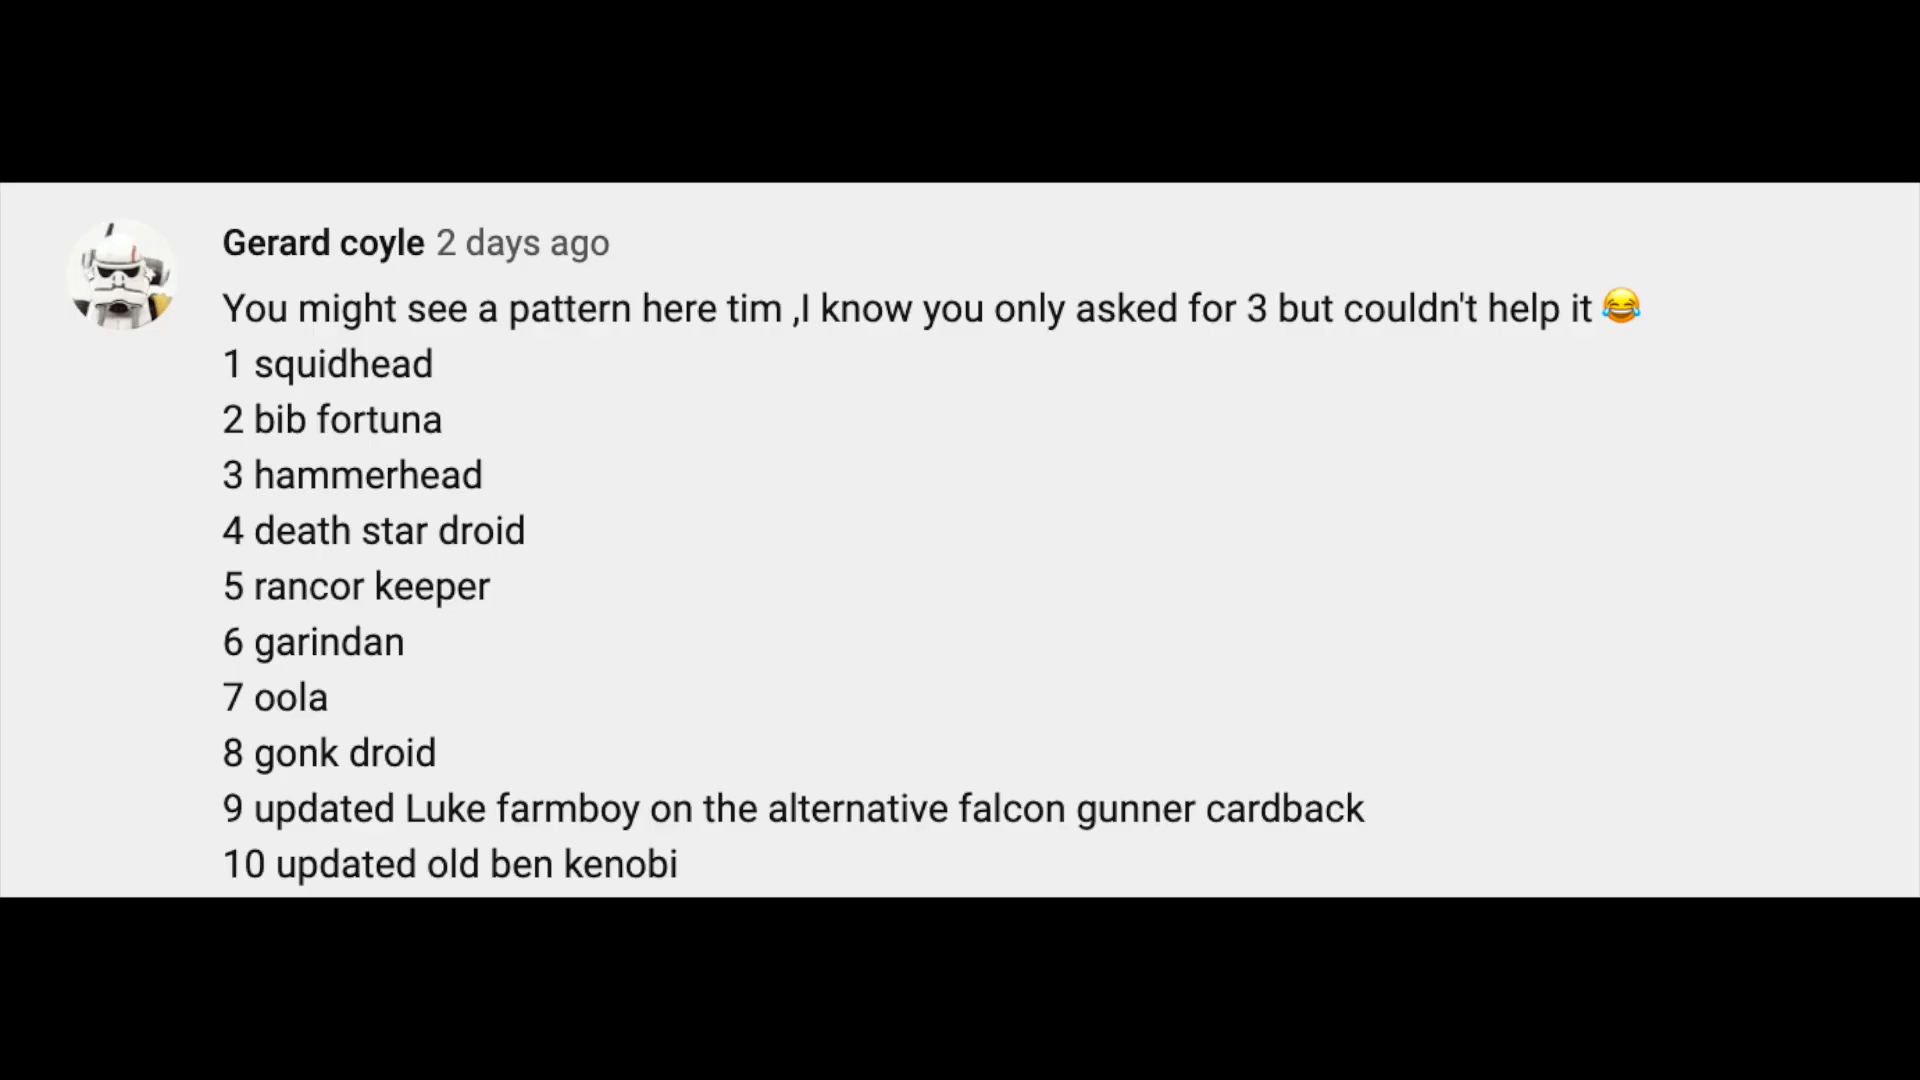 Gerard coyle 2 days ago
You might see a pattern here tim ,I know you only asked for 3 but couldn't help it 😂
1 squidhead
2 bib fortuna
3 hammerhead
4 death star droid
5 rancor keeper
6 garindan
7 oola
8 gonk droid
9 updated Luke farmboy on the alternative falcon gunner cardback
10 updated old ben kenobi